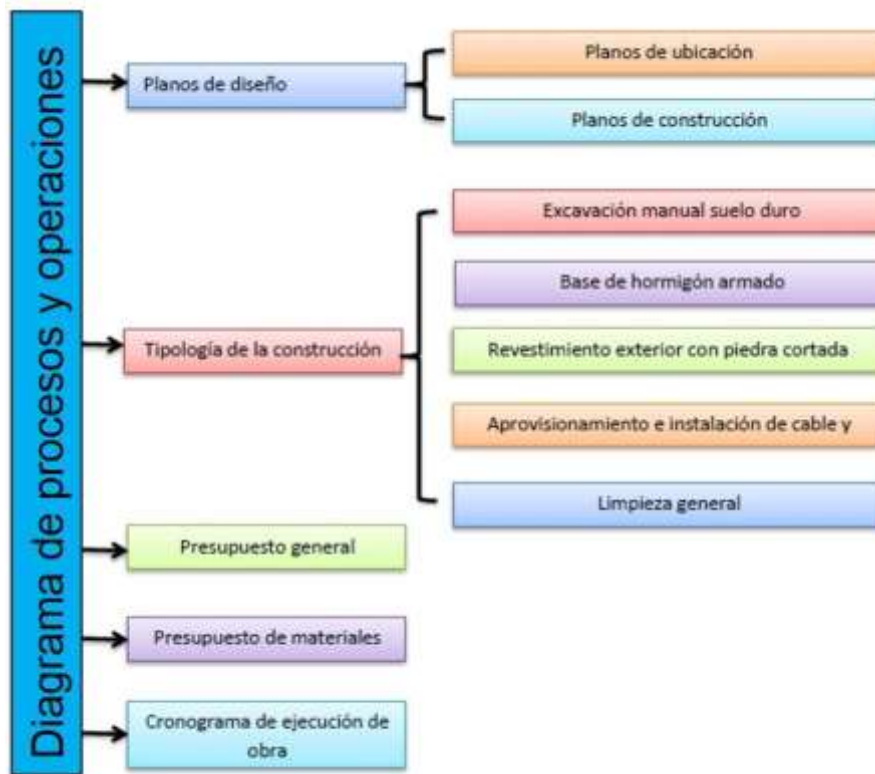 Diagrama de procesos y operaciones
Planos de diseño
Planos de ubicación
Planos de construcción
Tipología de la construcción
Excavación manual suelo duro
Base de hormigón armado
Revestimiento exterior con piedra cortada
Aprovisionamiento e instalación de cable y
Limpieza general
Presupuesto general
Presupuesto de materiales
Cronograma de ejecución de
obra